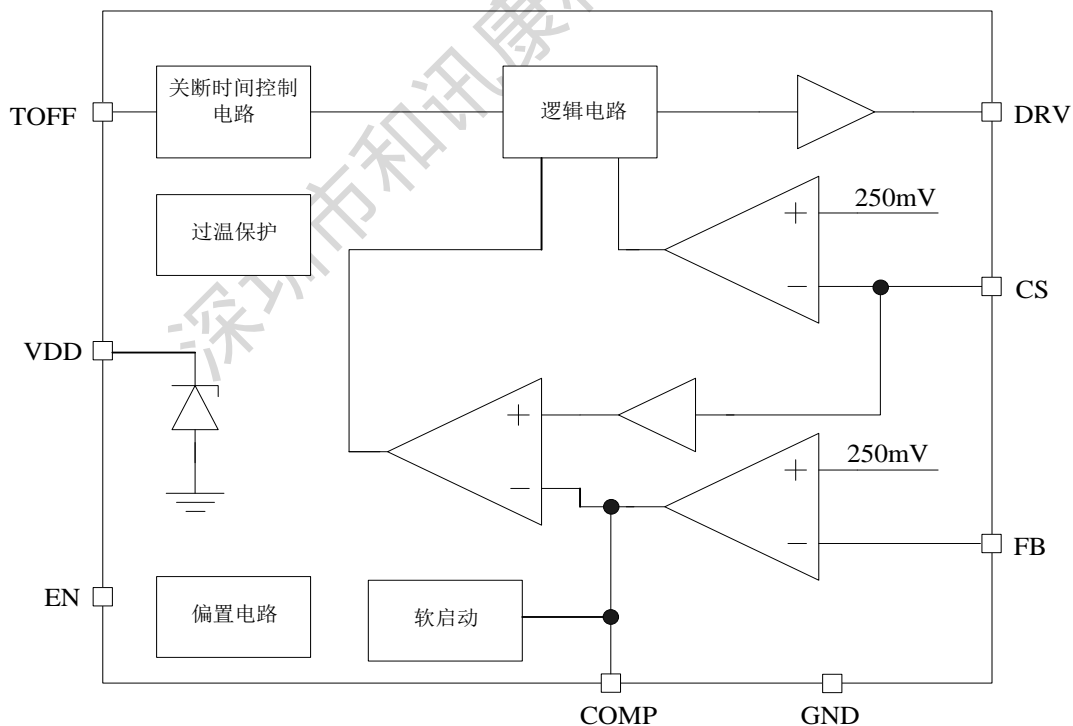 关断时间控制
电路
逻辑电路
TOFF
DRV
250mV
+
−
过温保护
CS
VDD
+
−
250mV
+
−
FB
EN
偏置电路
软启动
COMP
GND
深圳市和讯康